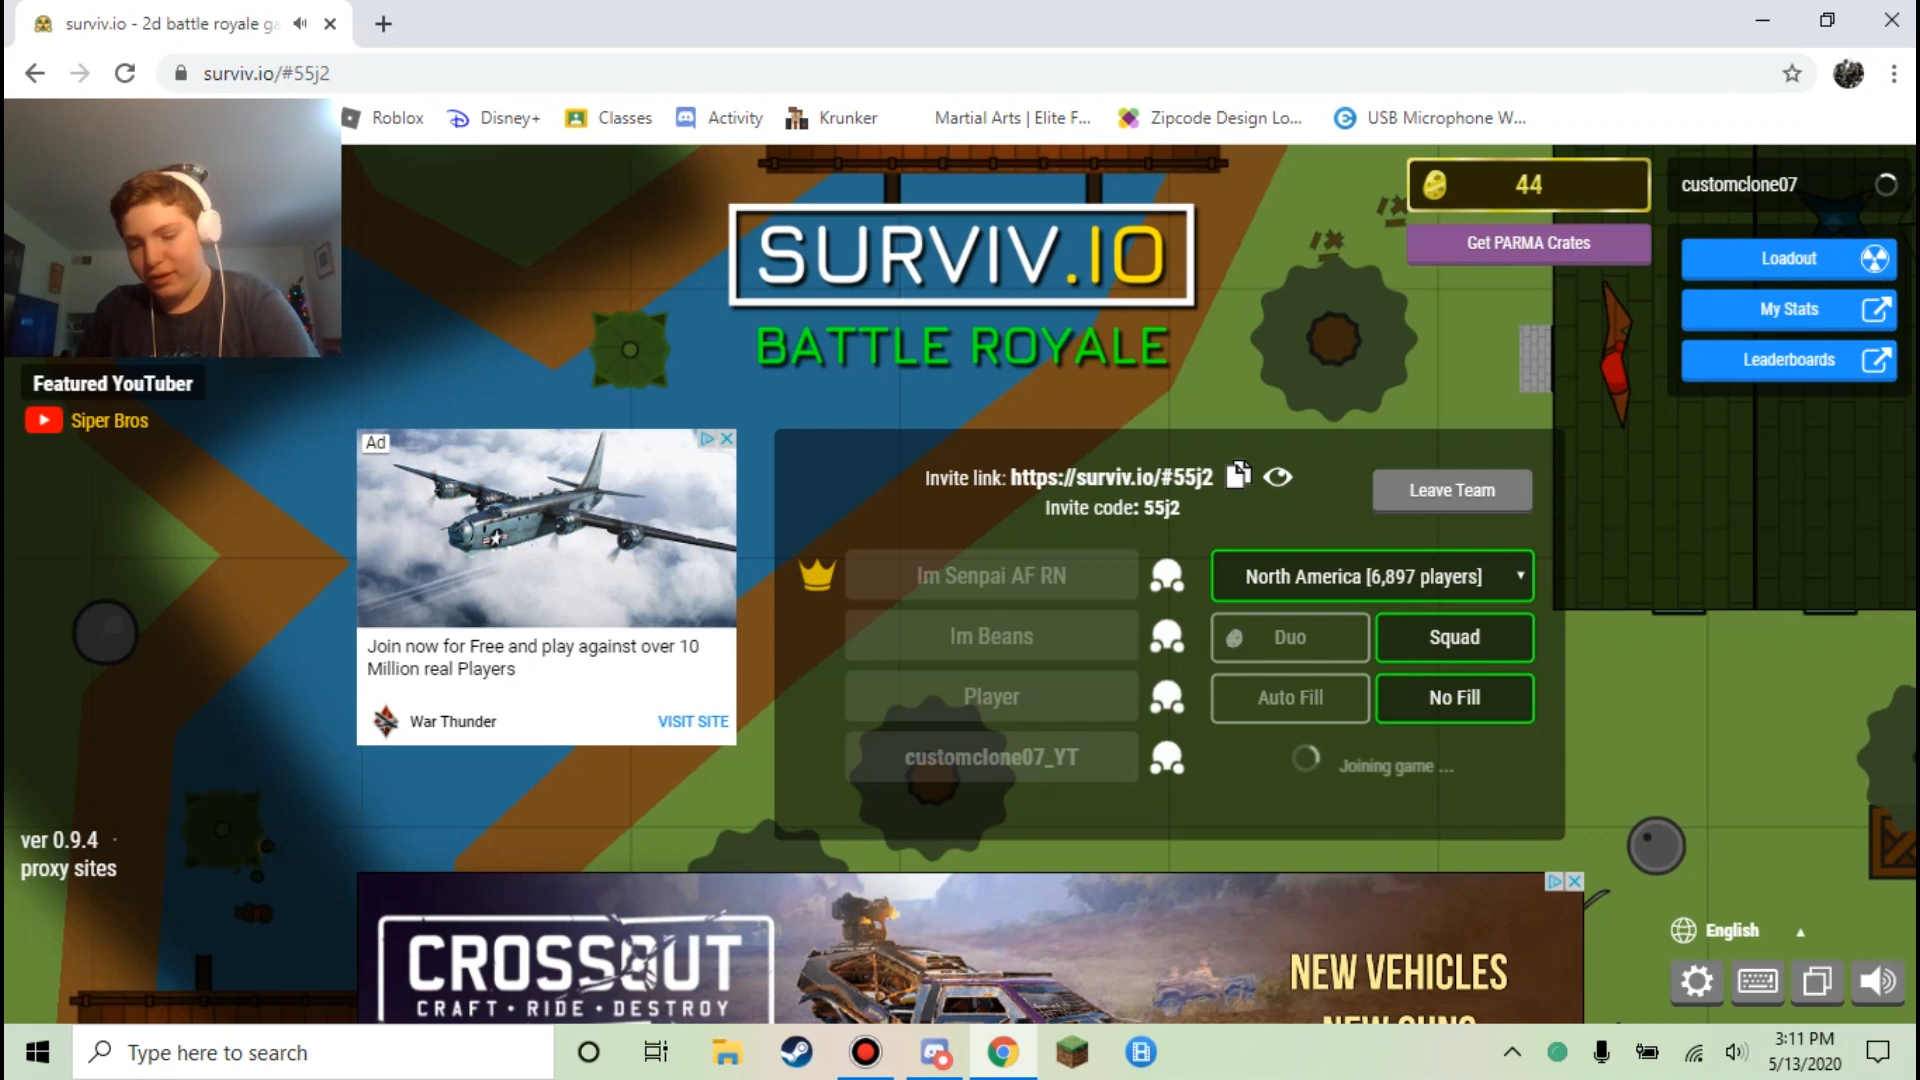 surviv.io - 2d battle royale ga
surviv.io/#55j2
Roblox
Disney+
Classes
Activity
Krunker
Martial Arts | Elite F...
Zipcode Design Lo...
USB Microphone W...
SURVIV.IO
BATTLE ROYALE
44
Get PARMA Crates
customclone07
Loadout
My Stats
Leaderboards
Featured YouTuber
Siper Bros
Ad
Join now for Free and play against over 10
Million real Players
War Thunder
VISIT SITE
Invite link: https://surviv.io/#55j2
Invite code: 55j2
Leave Team
Im Senpai AF RN
North America [6,897 players]
Im Beans
Duo
Squad
Player
Auto Fill
No Fill
customclone07_YT
Joining game ...
ver 0.9.4
proxy sites
CROSSOUT
CRAFT • RIDE • DESTROY
NEW VEHICLES
NEW GUNS
English
Type here to search
3:11 PM
5/13/2020